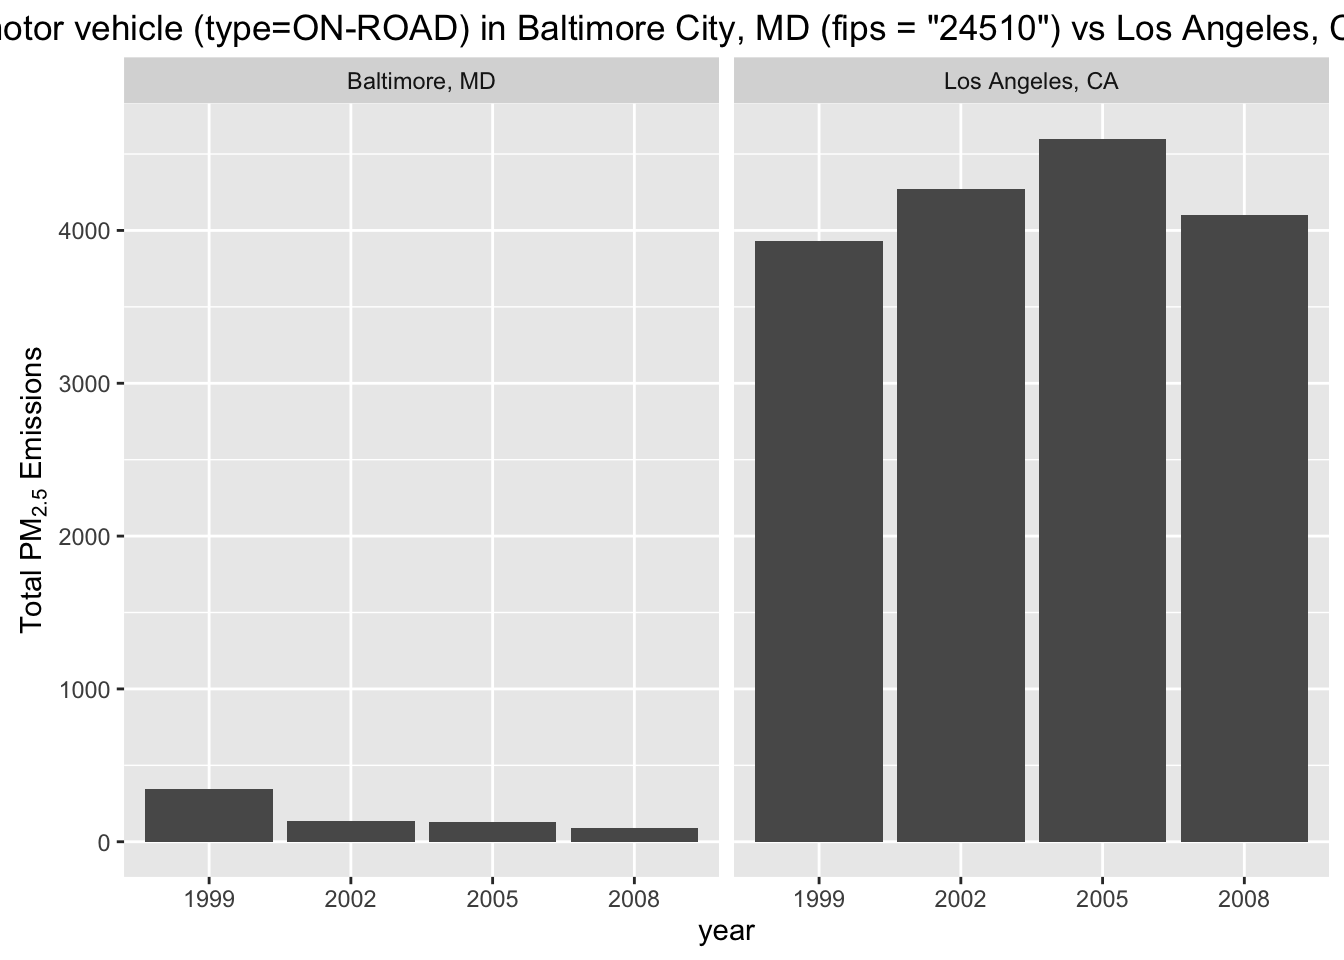 otor vehicle (type=ON-ROAD) in Baltimore City, MD (fips = "24510") vs Los Angeles,
Baltimore, MD
Los Angeles, CA
Total PM2.5 Emissions
4000
3000
2000
1000
0
1999 2002 2005 2008
1999 2002 2005 2008
year